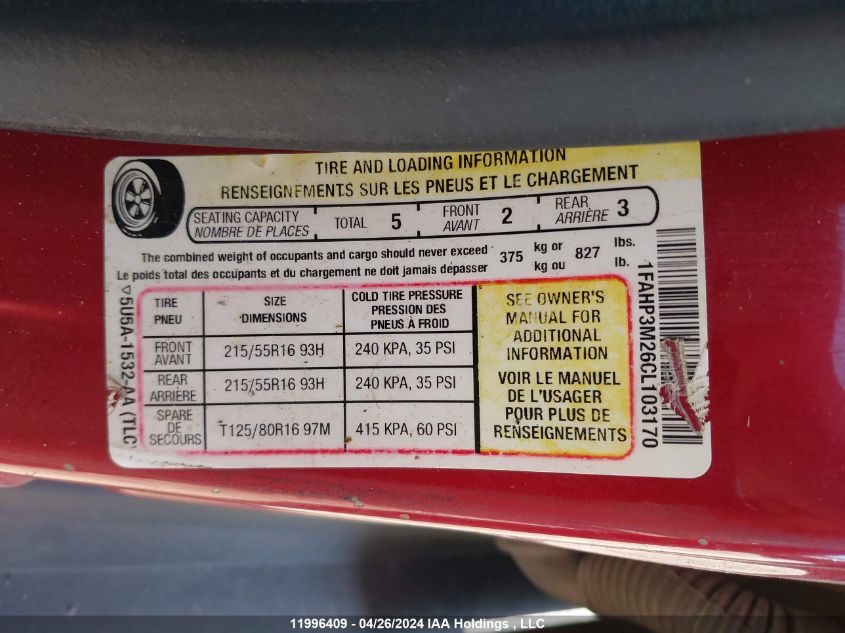 TIRE AND LOADING INFORMATION
RENSEIGNEMENTS SUR LES PNEUS ET LE CHARGEMENT
SEATING CAPACITY
NOMBRE DE PLACES
TOTAL 5
FRONT
AVANT 2
REAR
ARRIÈRE 3
The combined weight of occupants and cargo should never exceed 375 kg or 827 lbs.
Le poids total des occupants et du chargement ne doit jamais dépasser kg ou lb.
TIRE
PNEU
SIZE
DIMENSIONS
COLD TIRE PRESSURE
PRESSION DES
PNEUS À FROID
FRONT
AVANT
215/55R16 93H
240 KPA, 35 PSI
REAR
ARRIÈRE
215/55R16 93H
240 KPA, 35 PSI
SPARE
DE
SECOURS
T125/80R16 97M
415 KPA, 60 PSI
SEE OWNER'S
MANUAL FOR
ADDITIONAL
INFORMATION
VOIR LE MANUEL
DE L'USAGER
POUR PLUS DE
RENSEIGNEMENTS
5U5A-1532-AA (TLC)
1FAHP3M26CL103170
11996409 - 04/26/2024 IAA Holdings , LLC